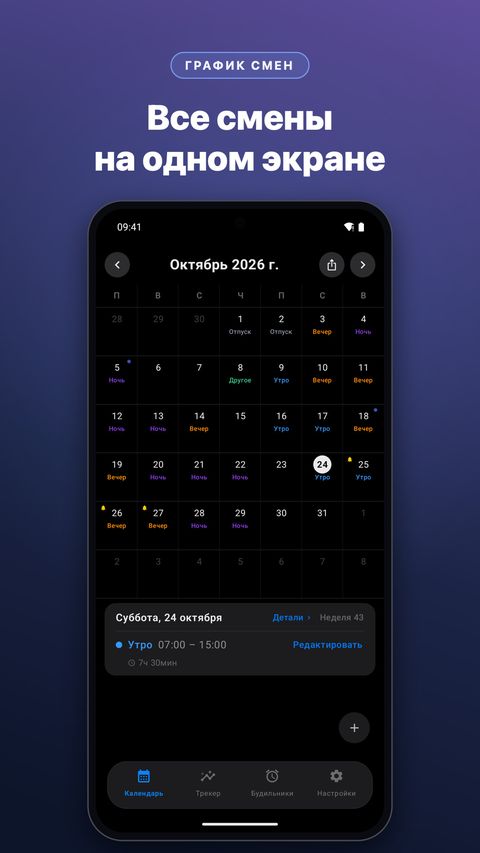 ГРАФИК СМЕН
Все смены
на одном экране
09:41
Октябрь 2026 г.
П В С Ч П С В
28 29 30 1 2 3 4
Отпуск Отпуск Вечер Ночь
5 6 7 8 9 10 11
Ночь Другое Утро Вечер Вечер
12 13 14 15 16 17 18
Ночь Ночь Вечер Утро Утро Вечер
19 20 21 22 23 24 25
Вечер Ночь Ночь Ночь Утро Утро
26 27 28 29 30 31 1
Вечер Вечер Ночь Ночь
2 3 4 5 6 7 8
Суббота, 24 октября Детали › Неделя 43
Утро 07:00 – 15:00 Редактировать
7ч 30мин
+
Календарь Трекер Будильники Настройки